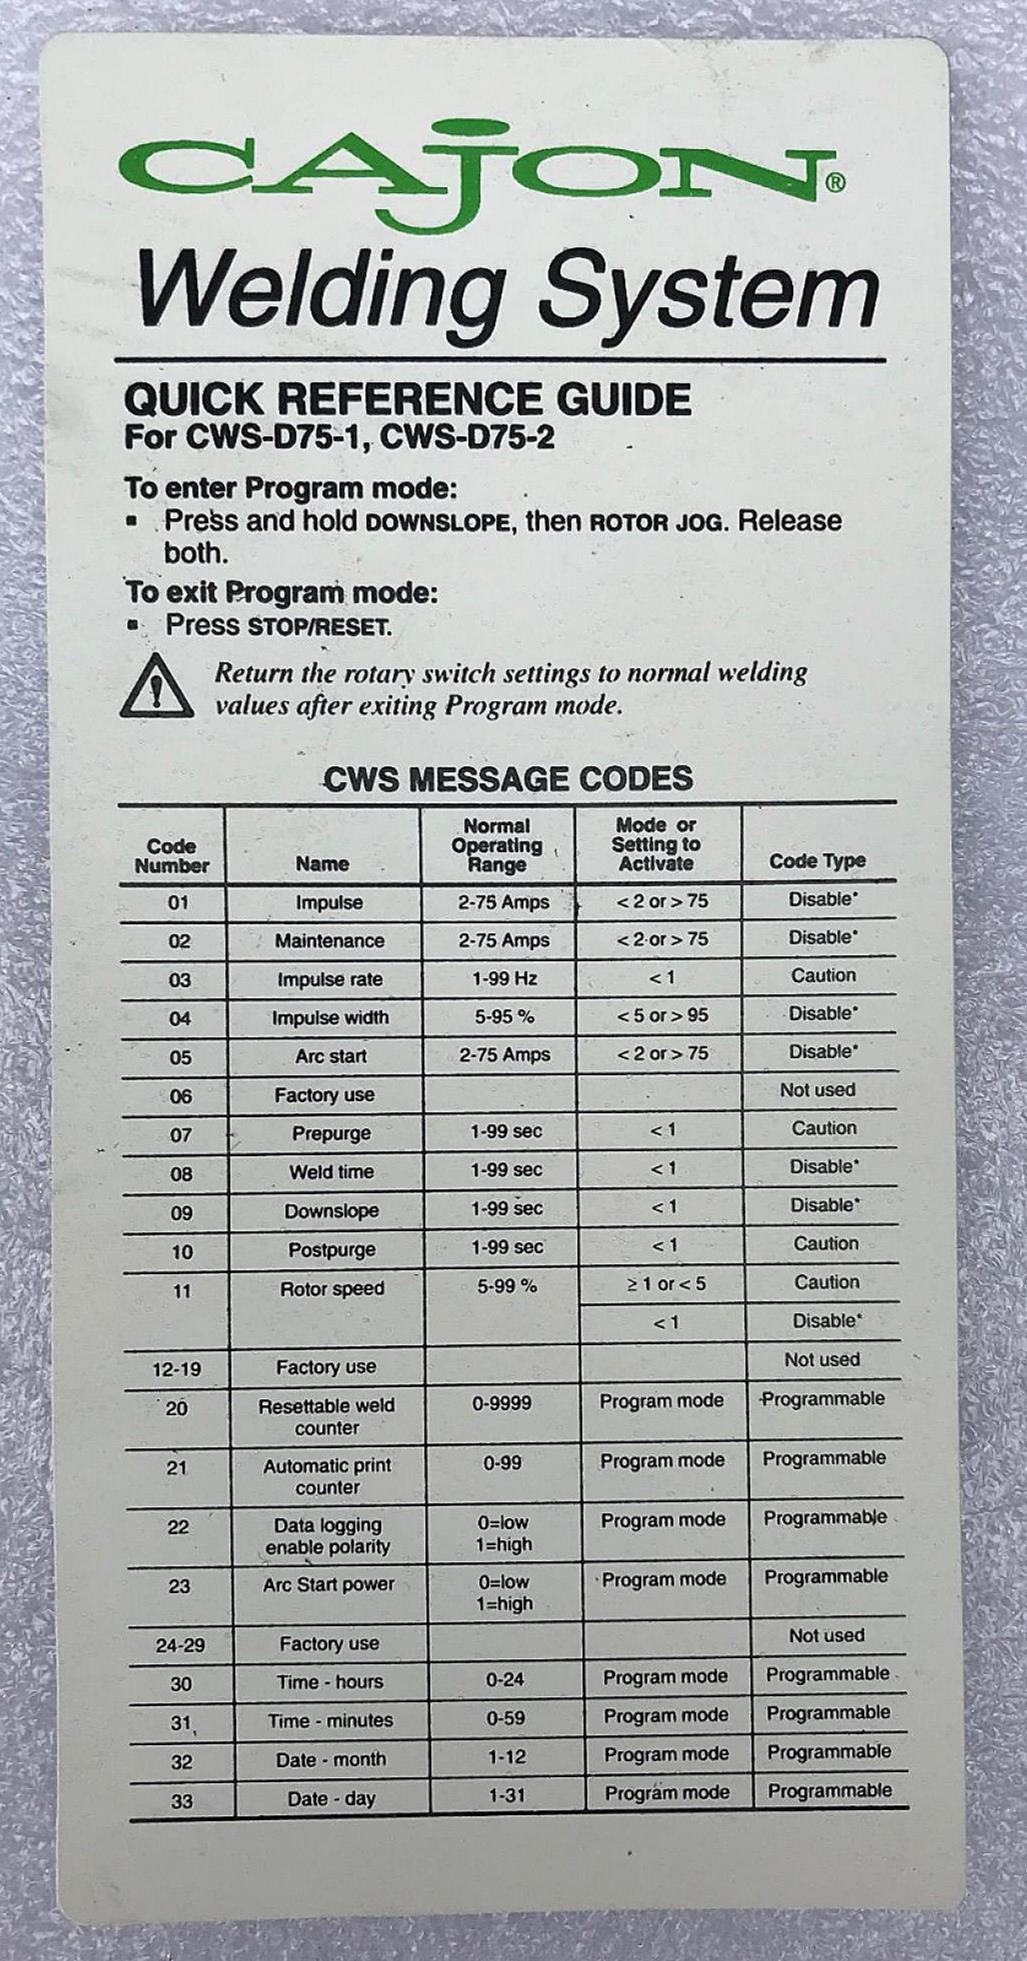 CAJON®
Welding System
QUICK REFERENCE GUIDE
For CWS-D75-1, CWS-D75-2
To enter Program mode:
▪ Press and hold DOWNSLOPE, then ROTOR JOG. Release
both.
To exit Program mode:
▪ Press STOP/RESET.
Return the rotary switch settings to normal welding
values after exiting Program mode.
CWS MESSAGE CODES
Code Number Name Normal Operating Range Mode or Setting to Activate Code Type
01 Impulse 2-75 Amps < 2 or > 75 Disable*
02 Maintenance 2-75 Amps < 2 or > 75 Disable*
03 Impulse rate 1-99 Hz < 1 Caution
04 Impulse width 5-95 % < 5 or > 95 Disable*
05 Arc start 2-75 Amps < 2 or > 75 Disable*
06 Factory use Not used
07 Prepurge 1-99 sec < 1 Caution
08 Weld time 1-99 sec < 1 Disable*
09 Downslope 1-99 sec < 1 Disable*
10 Postpurge 1-99 sec < 1 Caution
11 Rotor speed 5-99 % ≥ 1 or < 5 Caution
< 1 Disable*
12-19 Factory use Not used
20 Resettable weld counter 0-9999 Program mode Programmable
21 Automatic print counter 0-99 Program mode Programmable
22 Data logging enable polarity 0=low 1=high Program mode Programmable
23 Arc Start power 0=low 1=high Program mode Programmable
24-29 Factory use Not used
30 Time - hours 0-24 Program mode Programmable
31 Time - minutes 0-59 Program mode Programmable
32 Date - month 1-12 Program mode Programmable
33 Date - day 1-31 Program mode Programmable